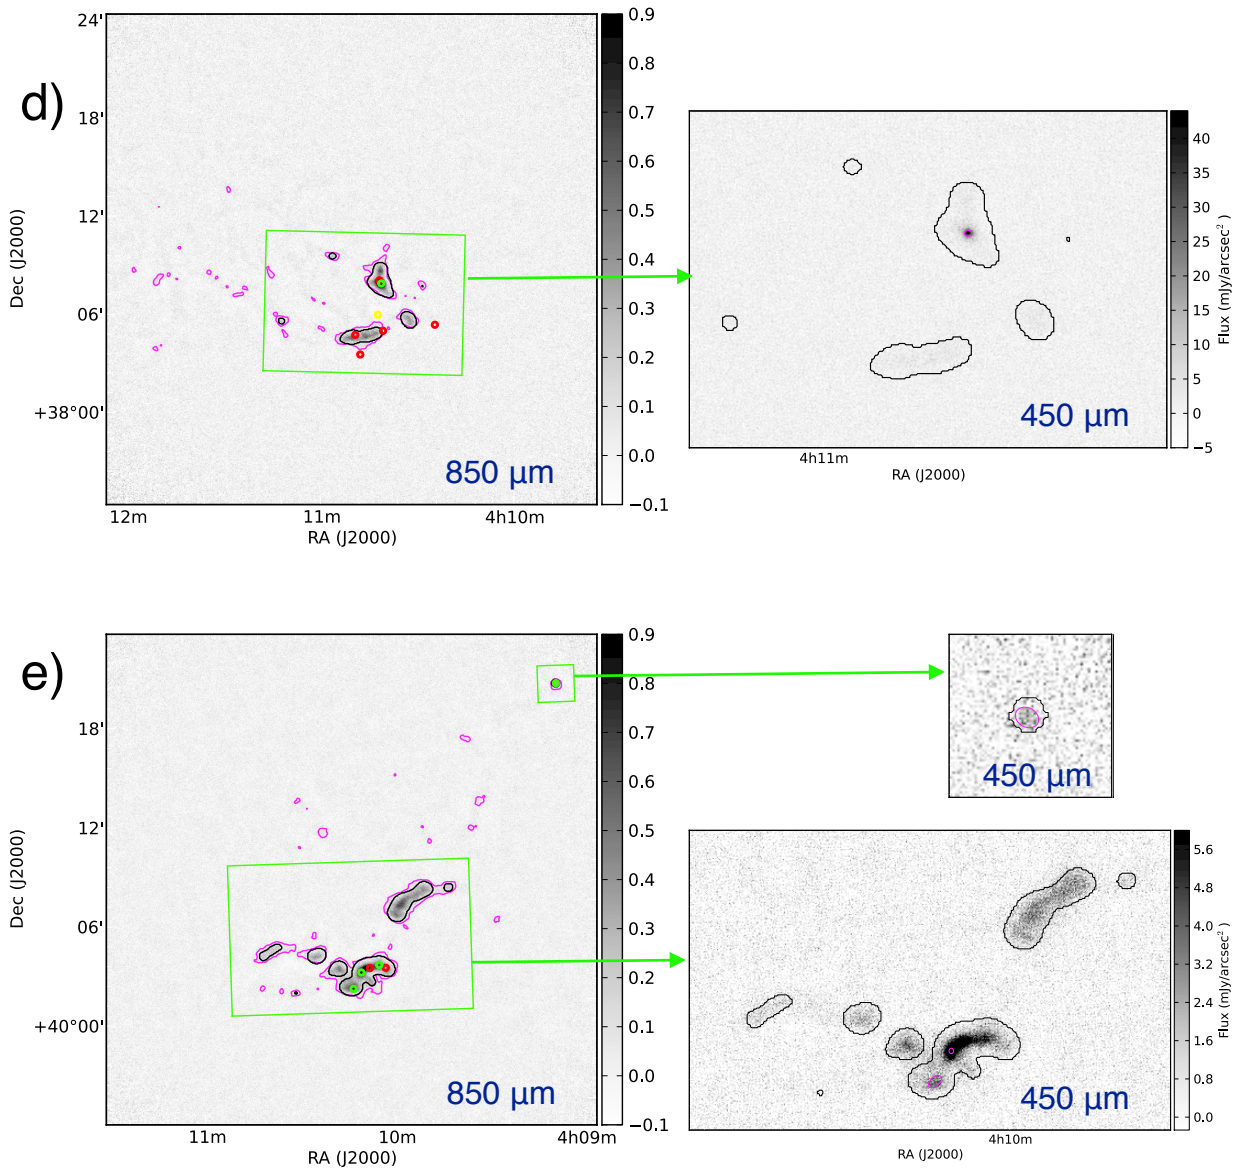 d)
24'
18'
12'
06'
+38°00'
Dec (J2000)
12m
11m
4h10m
RA (J2000)
850 μm
0.9
0.8
0.7
0.6
0.5
0.4
0.3
0.2
0.1
0.0
−0.1
450 μm
4h11m
RA (J2000)
40
35
30
25
20
15
10
5
0
−5
Flux (mJy/arcsec²)
e)
18'
12'
06'
+40°00'
Dec (J2000)
11m
10m
4h09m
RA (J2000)
850 μm
0.9
0.8
0.7
0.6
0.5
0.4
0.3
0.2
0.1
0.0
−0.1
450 μm
450 μm
4h10m
RA (J2000)
5.6
4.8
4.0
3.2
2.4
1.6
0.8
0.0
Flux (mJy/arcsec²)